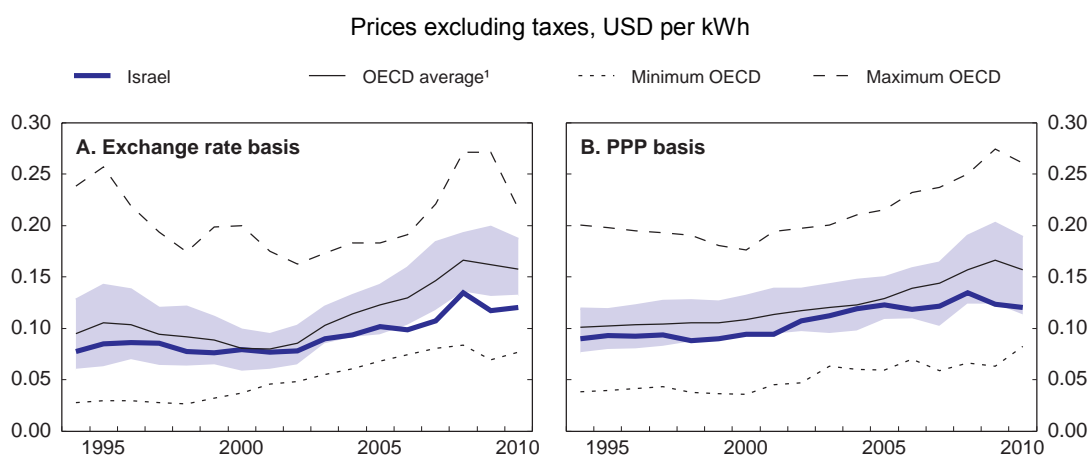 Prices excluding taxes, USD per kWh
Israel OECD average¹ Minimum OECD Maximum OECD
A. Exchange rate basis
0.30
0.25
0.20
0.15
0.10
0.05
0.00
1995 2000 2005 2010
B. PPP basis
0.30
0.25
0.20
0.15
0.10
0.05
0.00
1995 2000 2005 2010